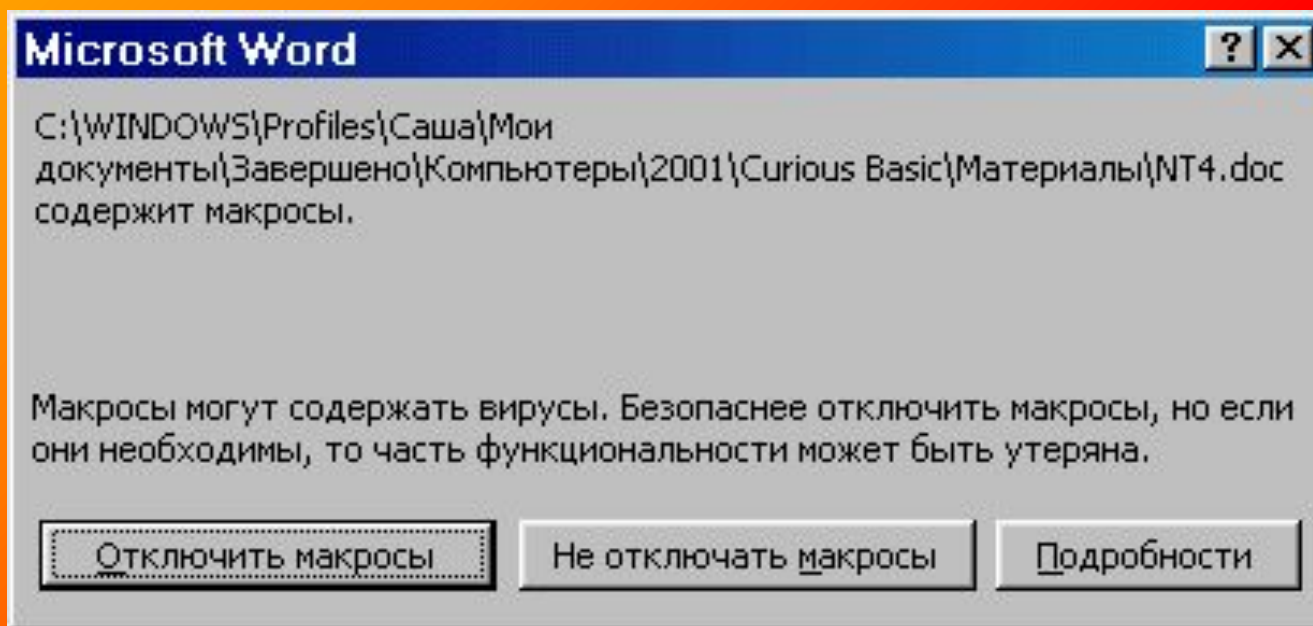 Microsoft Word
C:\WINDOWS\Profiles\Саша\Мои
документы\Завершено\Компьютеры\2001\Curious Basic\Материалы\NT4.doc
содержит макросы.
Макросы могут содержать вирусы. Безопаснее отключить макросы, но если
они необходимы, то часть функциональности может быть утеряна.
Отключить макросы Не отключать макросы Подробности